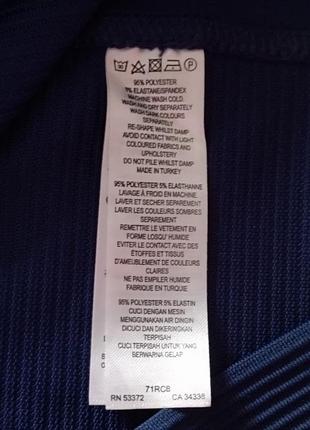 95% POLYESTER
5% ELASTANE/SPANDEX
MACHINE WASH COLD
WASH AND DRY SEPARATELY
WASH DARK COLOURS
SEPARATELY
RE-SHAPE WHILST DAMP
AVOID CONTACT WITH LIGHT
COLOURED FABRICS AND
UPHOLSTERY
DO NOT PILE WHILST DAMP
MADE IN TURKEY
95% POLYESTER 5% ELASTHANNE
LAVAGE À FROID EN MACHINE
LAVER ET SECHER SEPAREMENT
LAVER LES COULEURS SOMBRES
SEPAREMENT
REMETTRE LE VETEMENT EN
FORME LOSQU' HUMIDE
EVITER LE CONTACT AVEC DES
ÉTOFFES ET TISSUS
D'AMEUBLEMENT DE COULEURS
CLAIRES
NE PAS EMPILER HUMIDE
FABRIQUE EN TURQUIE
95% POLYESTER 5% ELASTIN
CUCI DENGAN MESIN
MENGGUNAKAN AIR DINGIN
DICUCI DAN DIKERINGKAN
TERPISAH
CUCI TERPISAH UNTUK YANG
BERWARNA GELAP
71RC8
RN 53372 CA 34338